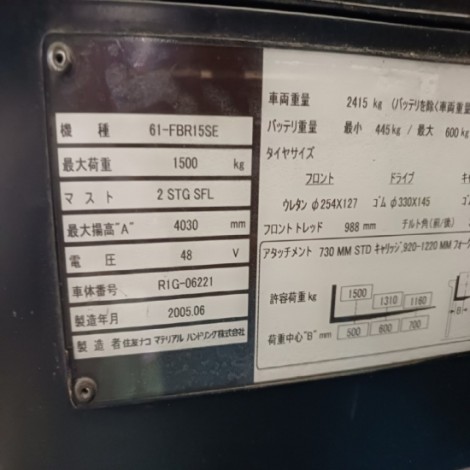 機種 61-FBR15SE
最大荷重 1500 kg
マスト 2 STG SFL
最大揚高"A" 4030 mm
電圧 48 V
車体番号 R1G-06221
製造年月 2005.06
製造者 住友ナコ マテリアル ハンドリング株式会社
車両重量 2415 kg (バッテリを除く車両重量
バッテリ重量 最小 445kg / 最大 600
タイヤサイズ
フロント ドライブ
ウレタン φ254X127 ゴム φ330X145 ゴ
フロントトレッド 988 mm チルト角(前/後)
アタッチメント 730 MM STD キャリッジ,920-1220 MM フォー
許容荷重 kg 1500 1310 1160
荷重中心"B" mm 500 600 700
B